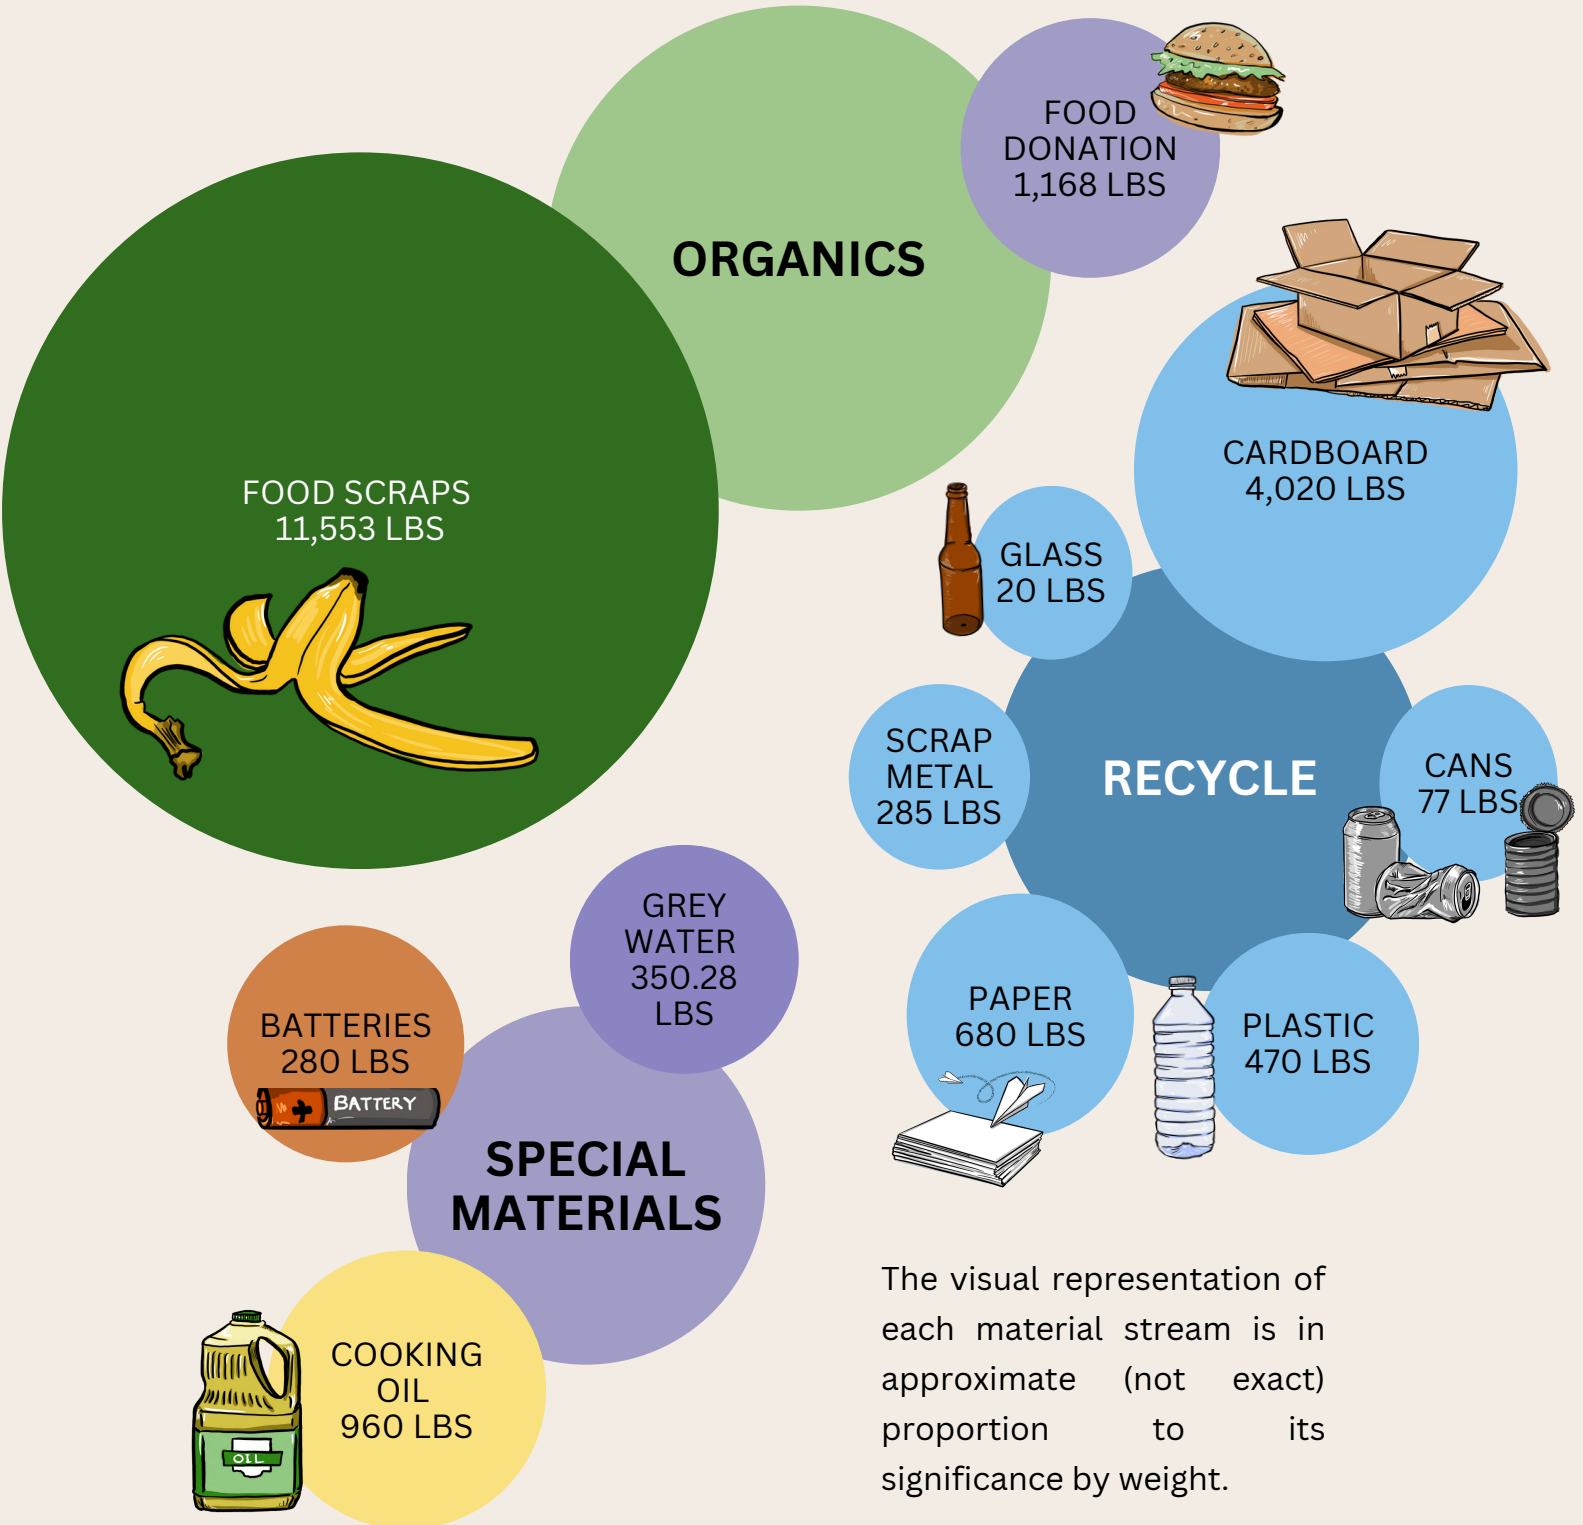 FOOD
DONATION
1,168 LBS
ORGANICS
FOOD SCRAPS
11,553 LBS
CARDBOARD
4,020 LBS
GLASS
20 LBS
SCRAP
METAL
285 LBS
RECYCLE
CANS
77 LBS
PAPER
680 LBS
PLASTIC
470 LBS
GREY
WATER
350.28
LBS
BATTERIES
280 LBS
BATTERY
SPECIAL
MATERIALS
COOKING
OIL
960 LBS
OIL
The visual representation of
each material stream is in
approximate (not exact)
proportion to its
significance by weight.